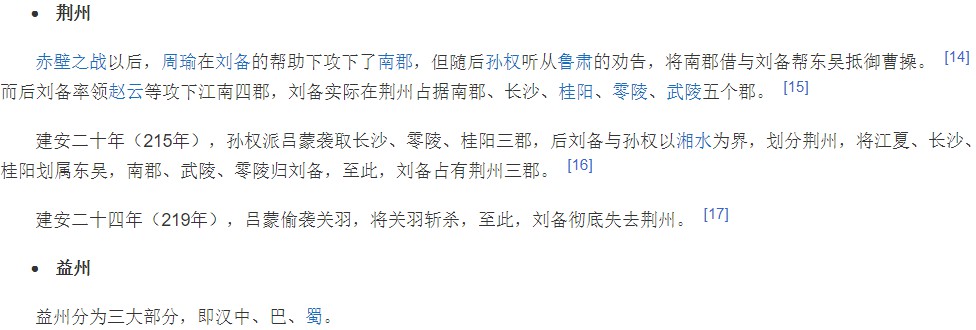 荆州
赤壁之战以后，周瑜在刘备的帮助下攻下了南郡，但随后孙权听从鲁肃的劝告，将南郡借与刘备帮东吴抵御曹操。 [14]
而后刘备率领赵云等攻下江南四郡，刘备实际在荆州占据南郡、长沙、桂阳、零陵、武陵五个郡。 [15]
建安二十年（215年），孙权派吕蒙袭取长沙、零陵、桂阳三郡，后刘备与孙权以湘水为界，划分荆州，将江夏、长沙、
桂阳划属东吴，南郡、武陵、零陵归刘备，至此，刘备占有荆州三郡。 [16]
建安二十四年（219年），吕蒙偷袭关羽，将关羽斩杀，至此，刘备彻底失去荆州。 [17]
益州
益州分为三大部分，即汉中、巴、蜀。